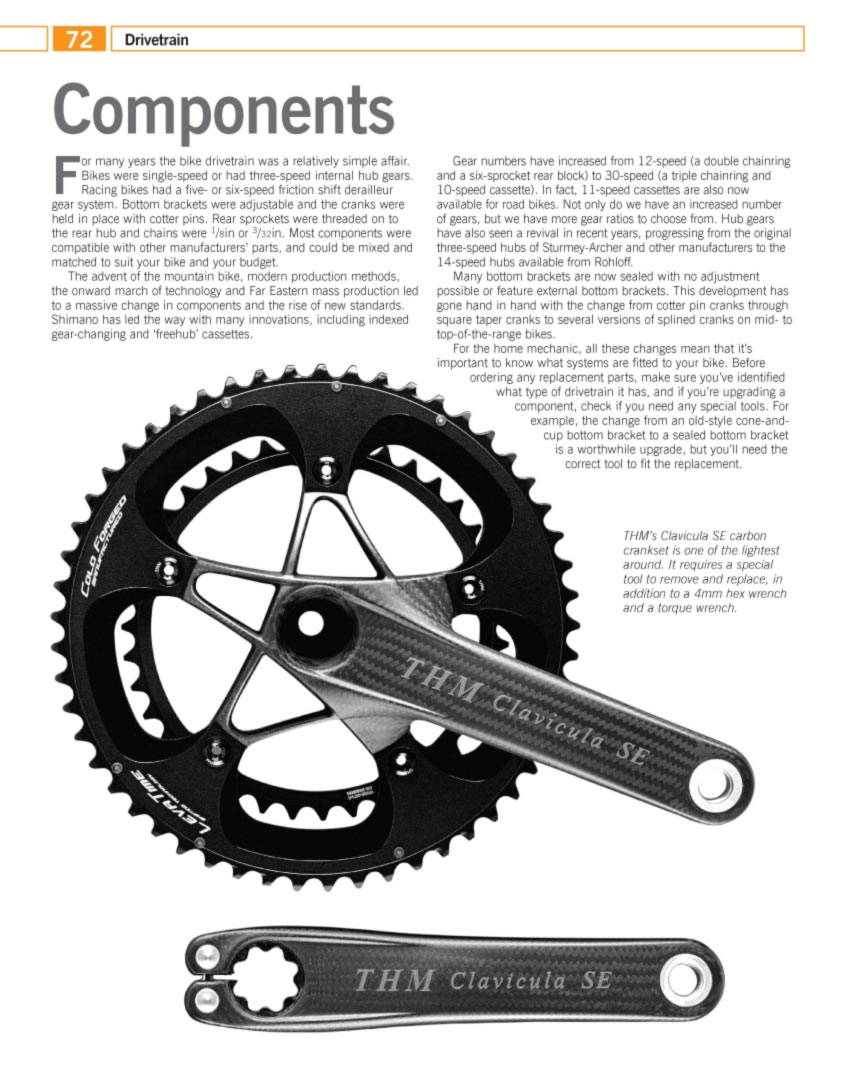 72
Drivetrain
Components
For many years the bike drivetrain was a relatively simple affair.
Bikes were single-speed or had three-speed internal hub gears.
Racing bikes had a five- or six-speed friction shift derailleur
gear system. Bottom brackets were adjustable and the cranks were
held in place with cotter pins. Rear sprockets were threaded on to
the rear hub and chains were 1/8in or 3/32in. Most components were
compatible with other manufacturers' parts, and could be mixed and
matched to suit your bike and your budget.
The advent of the mountain bike, modern production methods,
the onward march of technology and Far Eastern mass production led
to a massive change in components and the rise of new standards.
Shimano has led the way with many innovations, including indexed
gear-changing and 'freehub' cassettes.
Gear numbers have increased from 12-speed (a double chainring
and a six-sprocket rear block) to 30-speed (a triple chainring and
10-speed cassette). In fact, 11-speed cassettes are also now
available for road bikes. Not only do we have an increased number
of gears, but we have more gear ratios to choose from. Hub gears
have also seen a revival in recent years, progressing from the original
three-speed hubs of Sturmey-Archer and other manufacturers to the
14-speed hubs available from Rohloff.
Many bottom brackets are now sealed with no adjustment
possible or feature external bottom brackets. This development has
gone hand in hand with the change from cotter pin cranks through
square taper cranks to several versions of splined cranks on mid- to
top-of-the-range bikes.
For the home mechanic, all these changes mean that it's
important to know what systems are fitted to your bike. Before
ordering any replacement parts, make sure you've identified
what type of drivetrain it has, and if you're upgrading a
component, check if you need any special tools. For
example, the change from an old-style cone-and-
cup bottom bracket to a sealed bottom bracket
is a worthwhile upgrade, but you'll need the
correct tool to fit the replacement.
THM's Clavicula SE carbon
crankset is one of the lightest
around. It requires a special
tool to remove and replace, in
addition to a 4mm hex wrench
and a torque wrench.
COLD FORGED
MANUFACTURED
THM Clavicula SE
LEVATIME
THM Clavicula SE